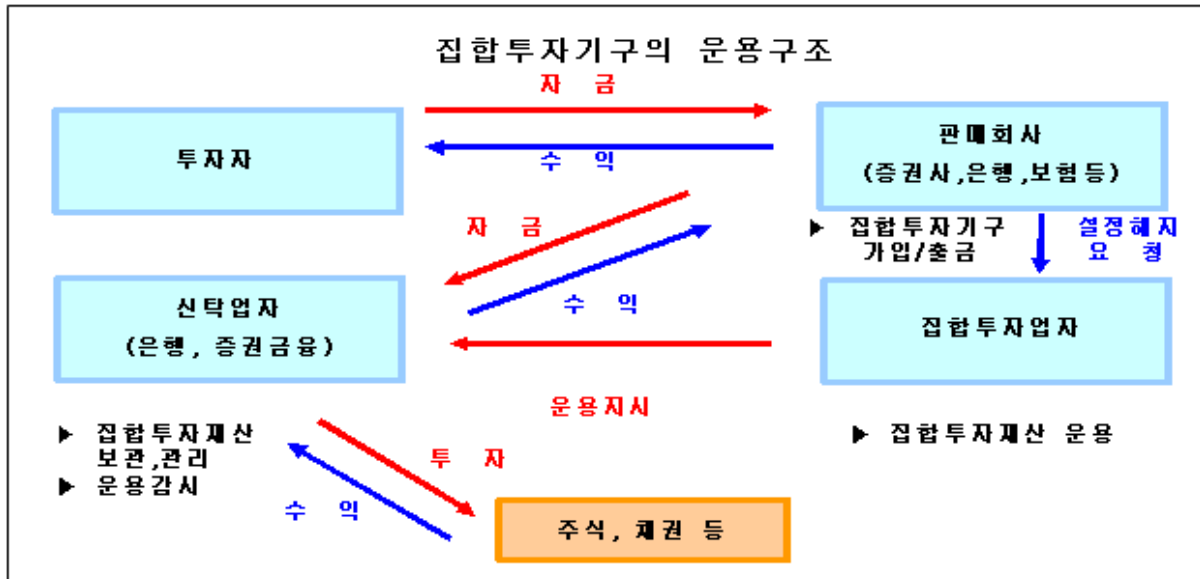 집합투자기구의 운용구조
자 금
투자자
수 익
판매회사
(증권사,은행,보험등)
자 금
▶ 집합투자기구
가입/출금
설정해지
요 청
신탁업자
(은행, 증권금융)
수 익
집합투자업자
운용지시
▶ 집합투자재산
보관,관리
▶ 운용감시
▶ 집합투자재산 운용
투 자
수 익
주식, 채권 등